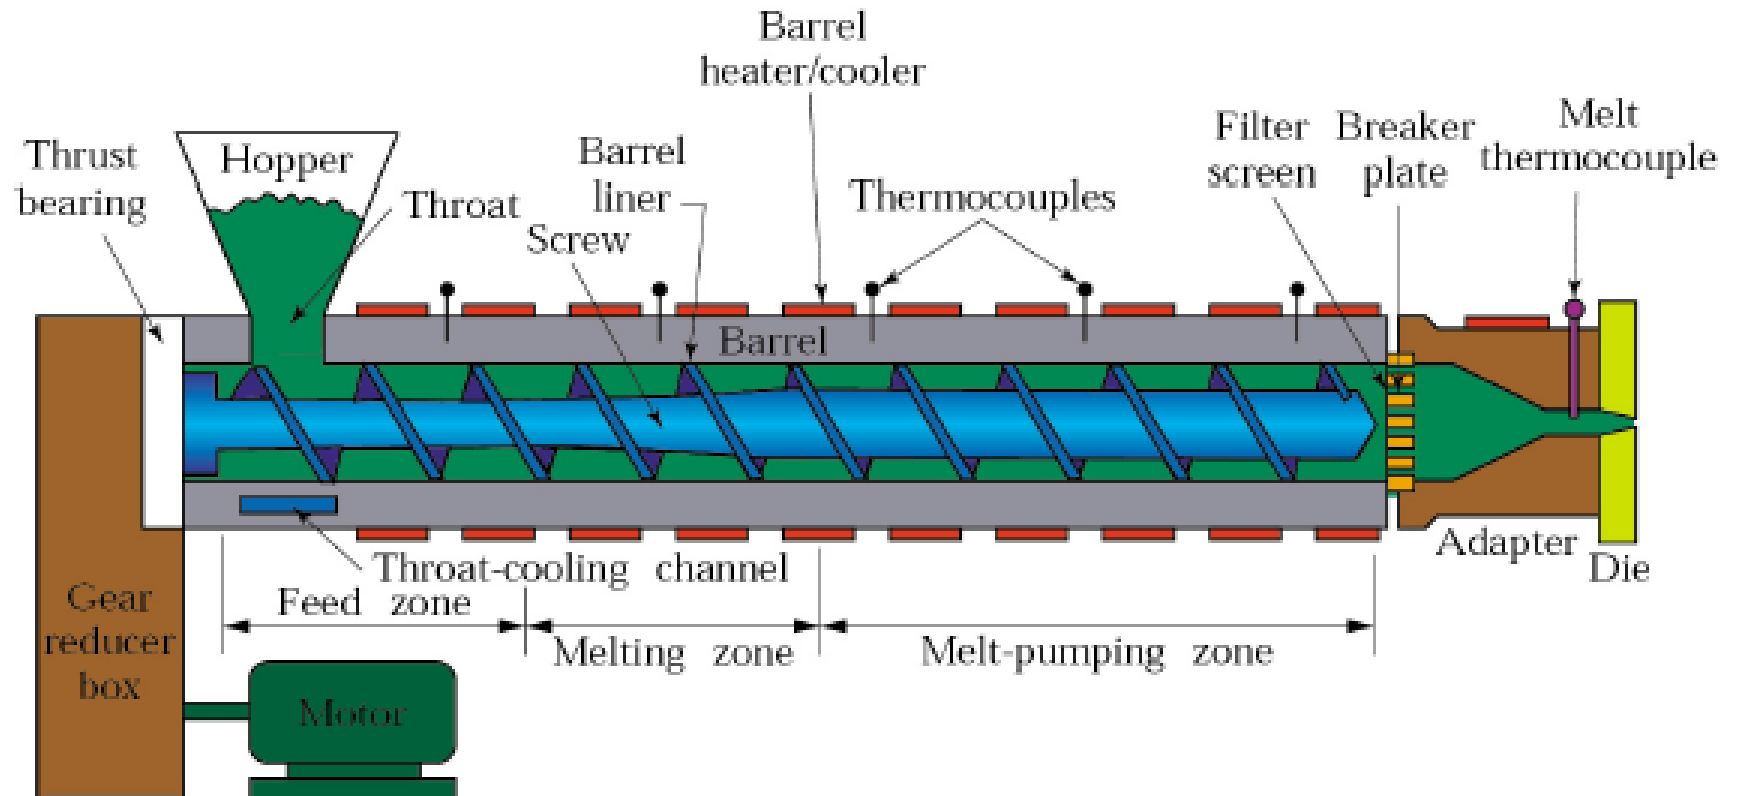 Barrel
heater/cooler
Thrust
bearing
Hopper
Throat
Barrel
liner
Screw
Thermocouples
Filter
screen
Breaker
plate
Melt
thermocouple
Barrel
Throat-cooling channel
Adapter
Die
Feed zone
Melting zone
Melt-pumping zone
Gear
reducer
box
Motor